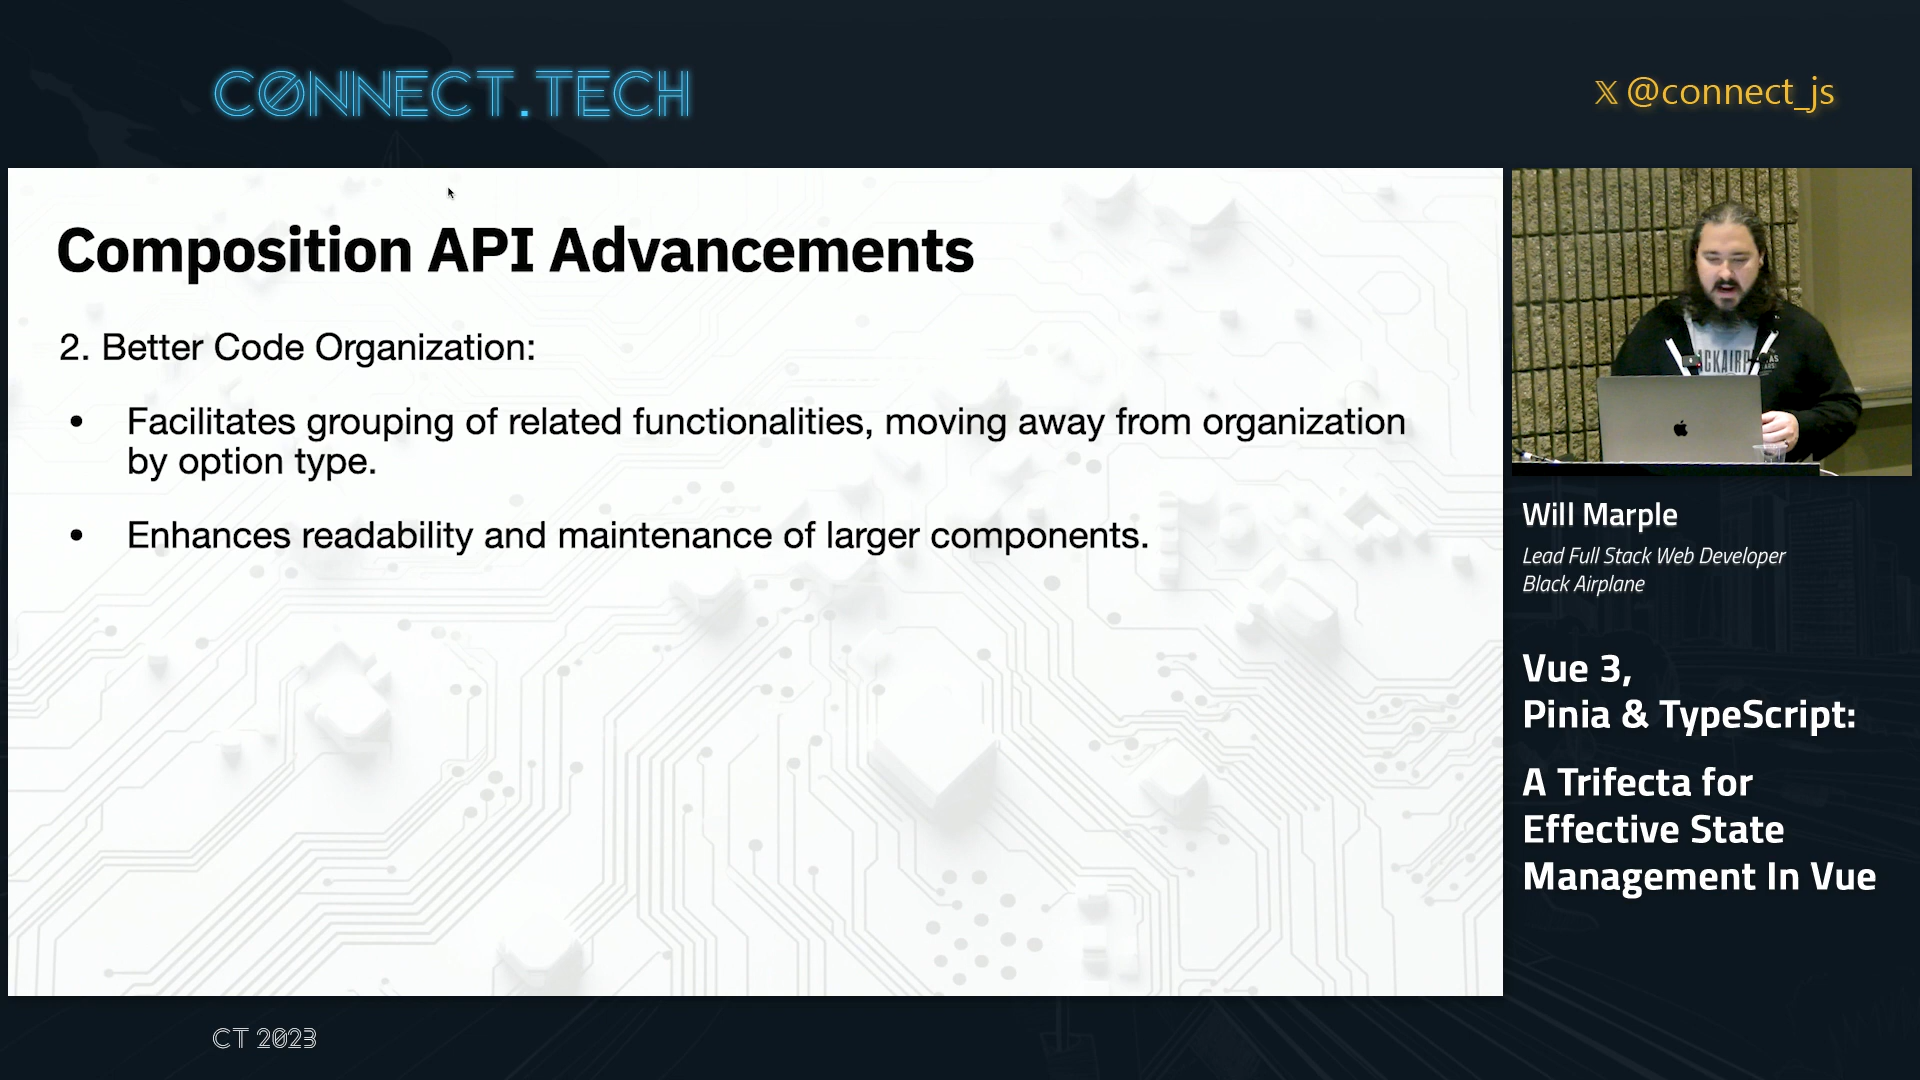 CONNECT.TECH
𝕏 @connect_js
Composition API Advancements
2. Better Code Organization:
• Facilitates grouping of related functionalities, moving away from organization
by option type.
• Enhances readability and maintenance of larger components.
Will Marple
Lead Full Stack Web Developer
Black Airplane
Vue 3,
Pinia & TypeScript:
A Trifecta for
Effective State
Management In Vue
CT 2023